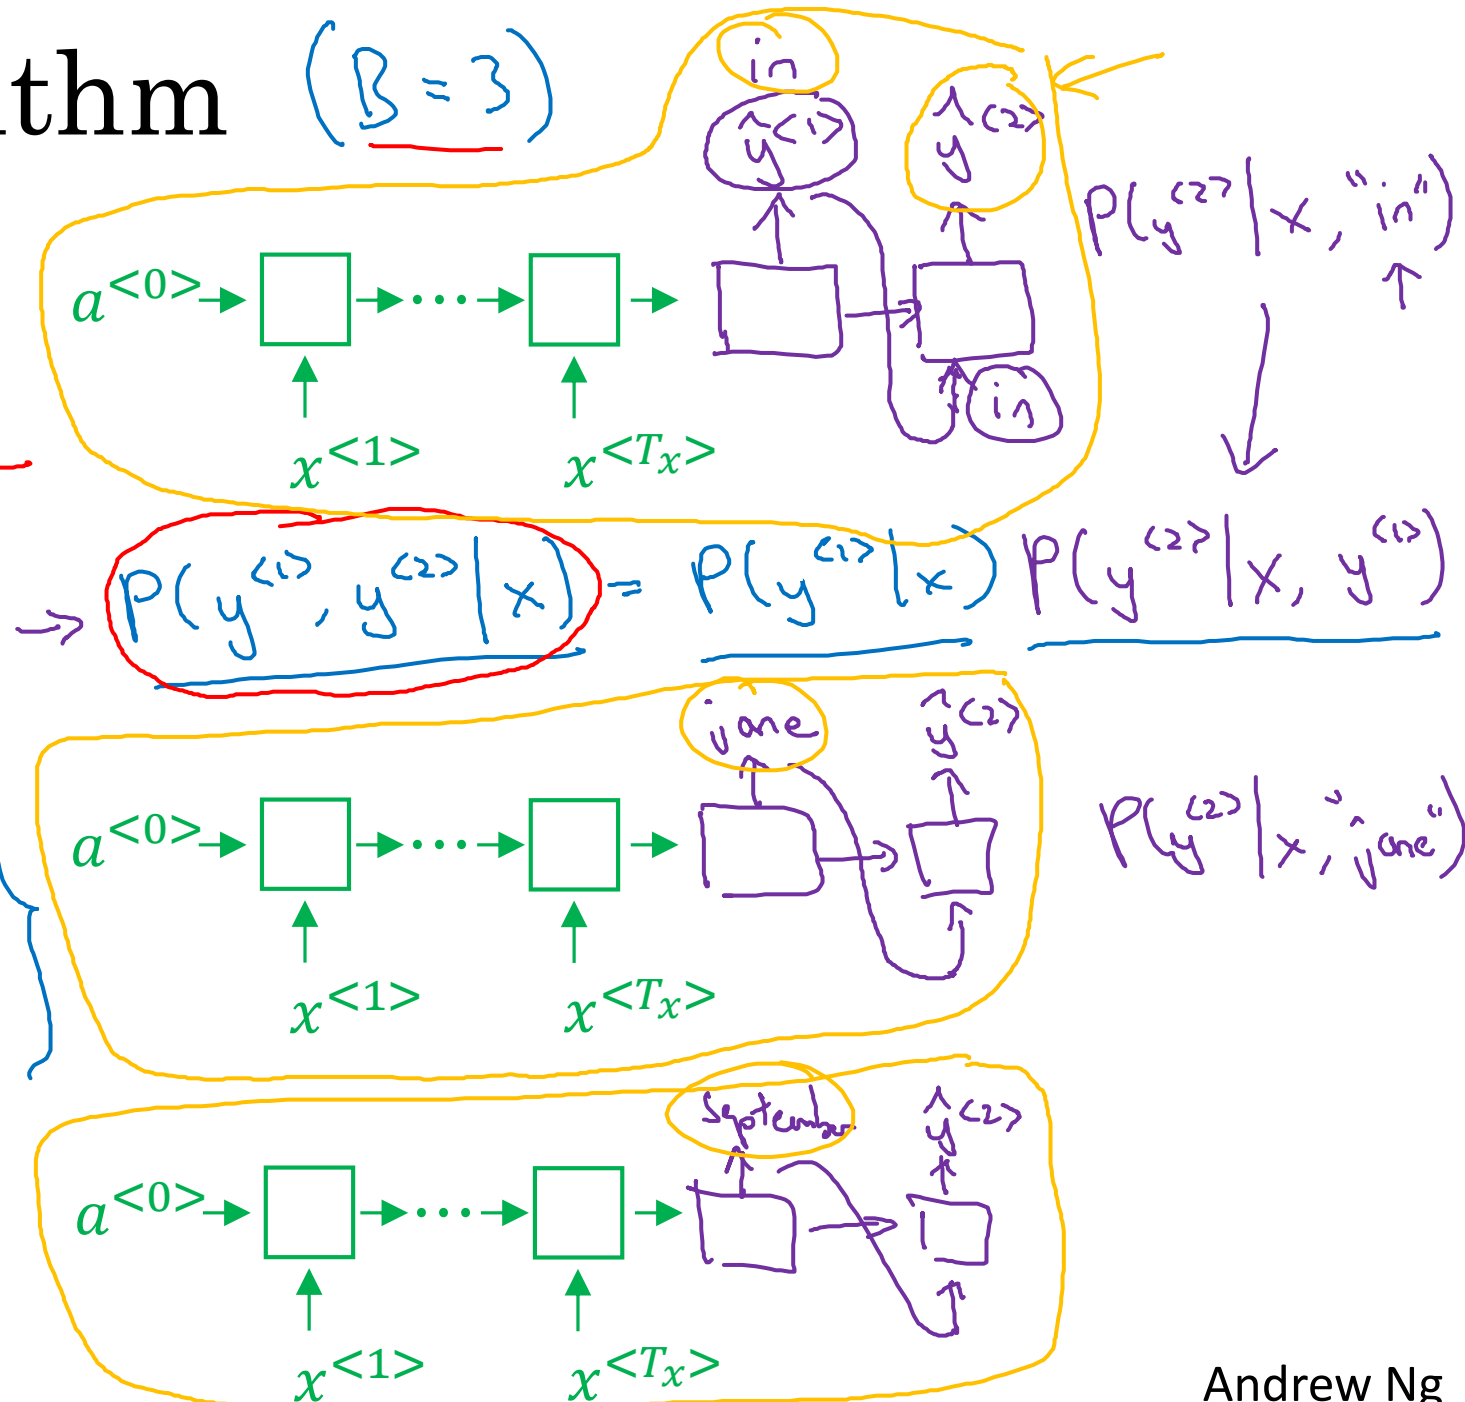 ithm (B = 3)
in
ŷ<1> ŷ<2>
P(y<2>|x, "in")
a<0> ...
in
x<1> x<Tx>
P(y<1>, y<2>|x) = P(y<1>|x) P(y<2>|x, y<1>)
jane ŷ<2>
a<0> ... P(y<2>|x, "jane")
x<1> x<Tx>
september ŷ<2>
a<0> ...
x<1> x<Tx>
Andrew Ng